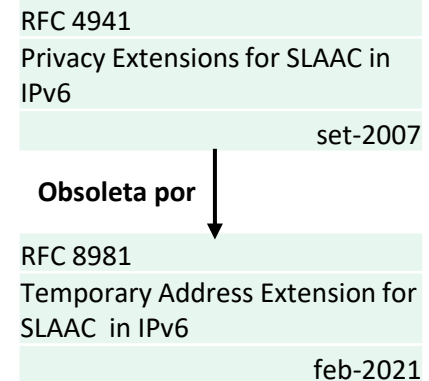 RFC 4941
Privacy Extensions for SLAAC in
IPv6
set-2007
Obsoleta por
RFC 8981
Temporary Address Extension for
SLAAC in IPv6
feb-2021